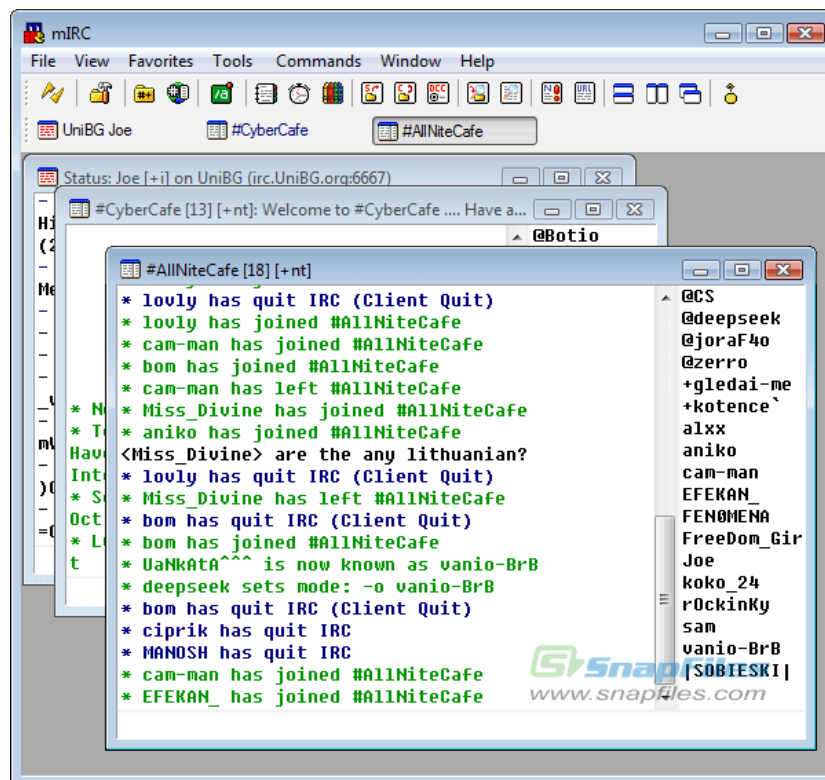 mIRC
File View Favorites Tools Commands Window Help
UniBG Joe #CyberCafe #AllNiteCafe
Status: Joe [+i] on UniBG (irc.UniBG.org:6667)
#CyberCafe [13] [+nt]: Welcome to #CyberCafe .... Have a...
@Botio
#AllNiteCafe [18] [+nt]
* lovly has quit IRC (Client Quit)
* lovly has joined #AllNiteCafe
* cam-man has joined #AllNiteCafe
* bom has joined #AllNiteCafe
* cam-man has left #AllNiteCafe
* Miss_Divine has joined #AllNiteCafe
* aniko has joined #AllNiteCafe
<Miss_Divine> are the any lithuanian?
* lovly has quit IRC (Client Quit)
* Miss_Divine has left #AllNiteCafe
* bom has quit IRC (Client Quit)
* bom has joined #AllNiteCafe
* UaNkAtA^^^ is now known as vanio-BrB
* deepseek sets mode: -o vanio-BrB
* bom has quit IRC (Client Quit)
* ciprik has quit IRC
* MANOSH has quit IRC
* cam-man has joined #AllNiteCafe
* EFEKAN_ has joined #AllNiteCafe
@CS
@deepseek
@joraF4o
@zerro
+gledai-me
+kotence`
alxx
aniko
cam-man
EFEKAN_
FEN0MENA
FreeDom_Gir
Joe
koko_24
rOckinKy
sam
vanio-BrB
|SOBIESKI|
SnapFiles
www.snapfiles.com